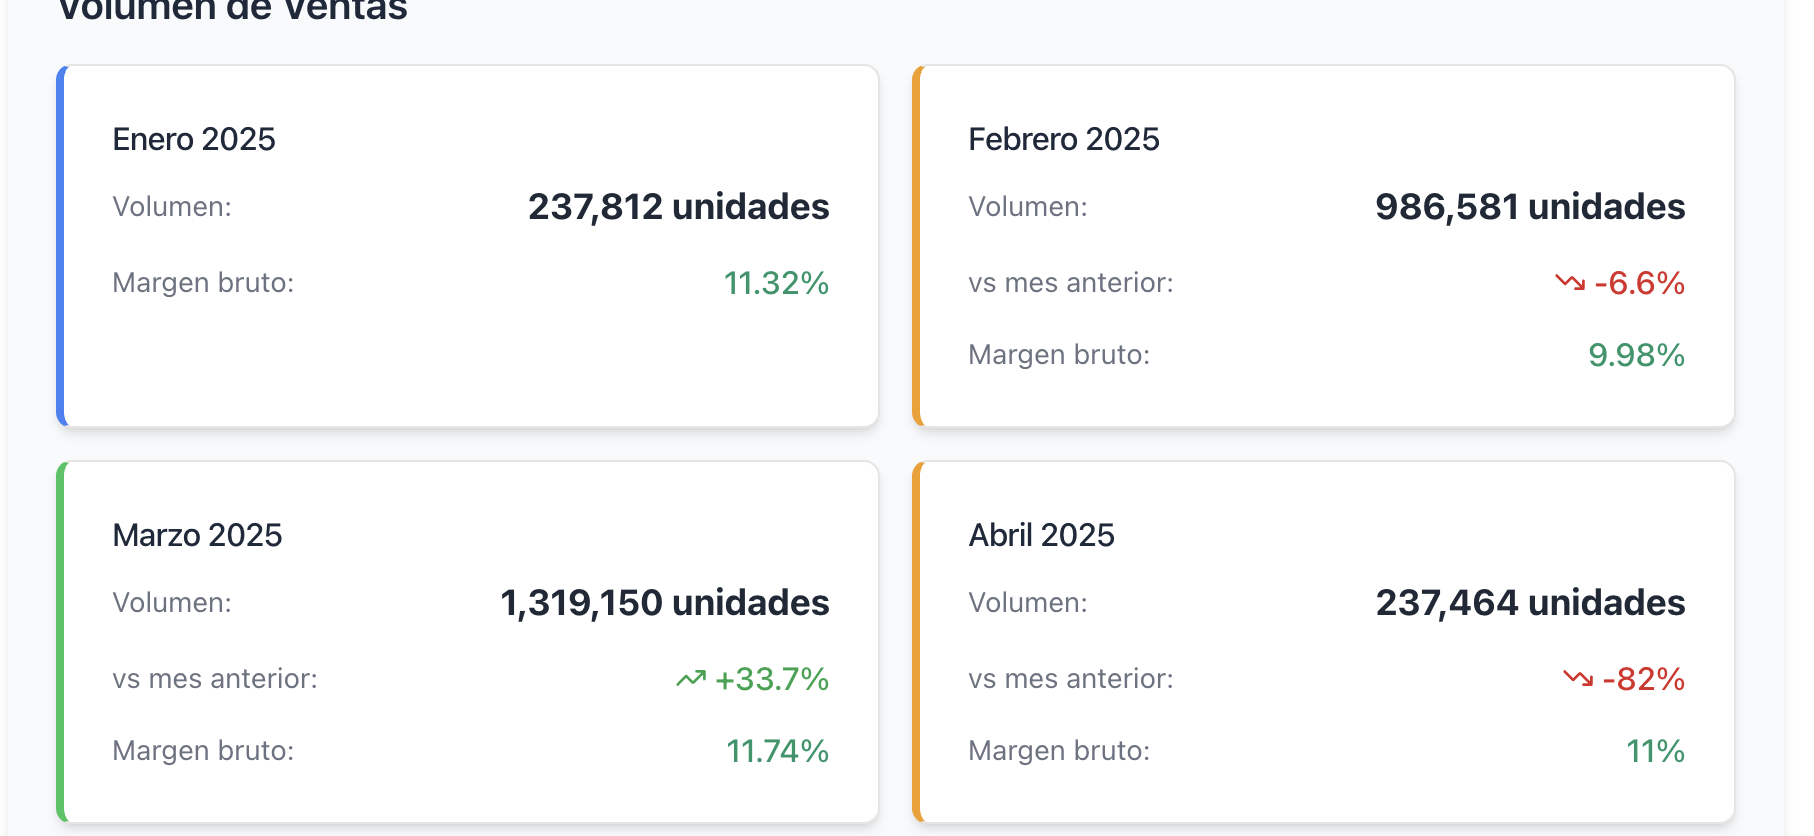 Volumen de Ventas
Enero 2025
Volumen: 237,812 unidades
Margen bruto: 11.32%
Febrero 2025
Volumen: 986,581 unidades
vs mes anterior: -6.6%
Margen bruto: 9.98%
Marzo 2025
Volumen: 1,319,150 unidades
vs mes anterior: +33.7%
Margen bruto: 11.74%
Abril 2025
Volumen: 237,464 unidades
vs mes anterior: -82%
Margen bruto: 11%